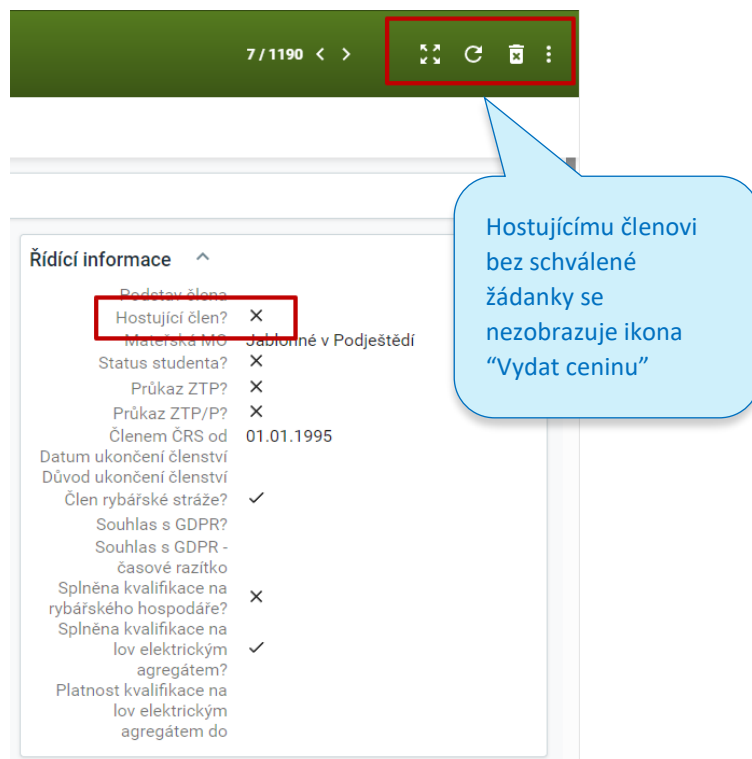 7 / 1190
Hostujícímu členovi
bez schválené
žádanky se
nezobrazuje ikona
“Vydat ceninu”
Řídící informace
Podstav člena
Hostující člen?
Mateřská MO Jablonné v Podještědí
Status studenta?
Průkaz ZTP?
Průkaz ZTP/P?
Členem ČRS od 01.01.1995
Datum ukončení členství
Důvod ukončení členství
Člen rybářské stráže?
Souhlas s GDPR?
Souhlas s GDPR -
časové razítko
Splněna kvalifikace na
rybářského hospodáře?
Splněna kvalifikace na
lov elektrickým
agregátem?
Platnost kvalifikace na
lov elektrickým
agregátem do